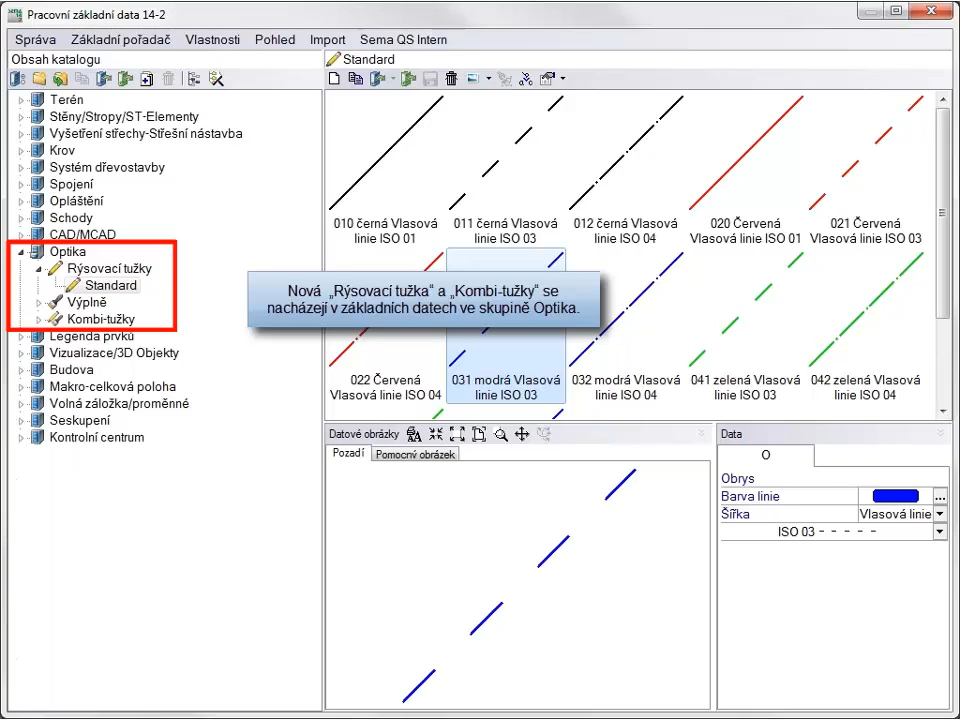 Pracovní základní data 14-2
Správa Základní pořadač Vlastnosti Pohled Import Sema QS Intern
Obsah katalogu
Standard
Terén
Stěny/Stropy/ST-Elementy
Vyšetření střechy-Střešní nástavba
Krov
Systém dřevostavby
Spojení
Opláštění
Schody
CAD/MCAD
Optika
Rýsovací tužky
Standard
Výplně
Kombi-tužky
Legenda prvků
Vizualizace/3D Objekty
Budova
Makro-celková poloha
Volná záložka/proměnné
Seskupení
Kontrolní centrum
010 černá Vlasová
linie ISO 01
011 černá Vlasová
linie ISO 03
012 černá Vlasová
linie ISO 04
020 Červená
Vlasová linie ISO 01
021 Červená
Vlasová linie ISO 03
Nová „Rýsovací tužka“ a „Kombi-tužky“ se
nacházejí v základních datech ve skupině Optika.
022 Červená
Vlasová linie ISO 04
031 modrá Vlasová
linie ISO 03
032 modrá Vlasová
linie ISO 04
041 zelená Vlasová
linie ISO 03
042 zelená Vlasová
linie ISO 04
Datové obrázky
Pozadí Pomocný obrázek
Data
O
Obrys
Barva linie
...
Šířka Vlasová linie
ISO 03 - - - - -